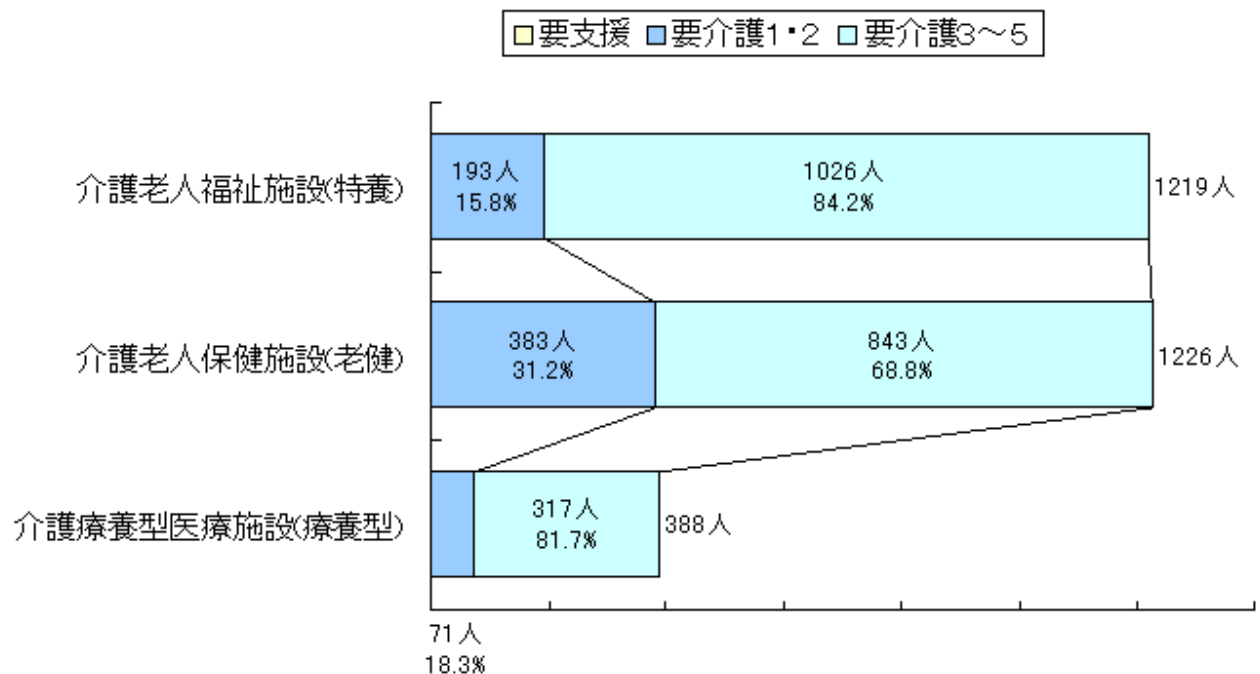 要支援 要介護1・2 要介護3～5
介護老人福祉施設(特養)
193人
15.8%
1026人
84.2%
1219人
介護老人保健施設(老健)
383人
31.2%
843人
68.8%
1226人
介護療養型医療施設(療養型)
317人
81.7%
388人
71人
18.3%